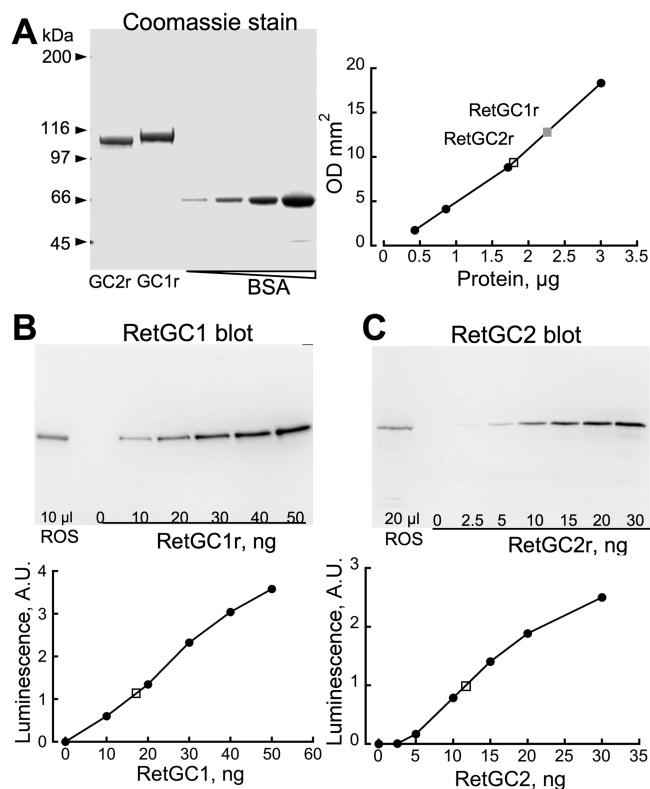 A
kDa
Coomassie stain
200
116
97
66
45
GC2r GC1r
BSA
20
15
10
5
0
OD mm2
RetGC1r
RetGC2r
0 0.5 1 1.5 2 2.5 3 3.5
Protein, µg
B
RetGC1 blot
10 µl 0 10 20 30 40 50
ROS
RetGC1r, ng
4
3
2
1
0
Luminescence, A.U.
0 10 20 30 40 50 60
RetGC1, ng
C
RetGC2 blot
20 µl 0 2.5 5 10 15 20 30
ROS
RetGC2r, ng
3
2
1
0
Luminescence, A.U.
0 5 10 15 20 25 30 35
RetGC2, ng